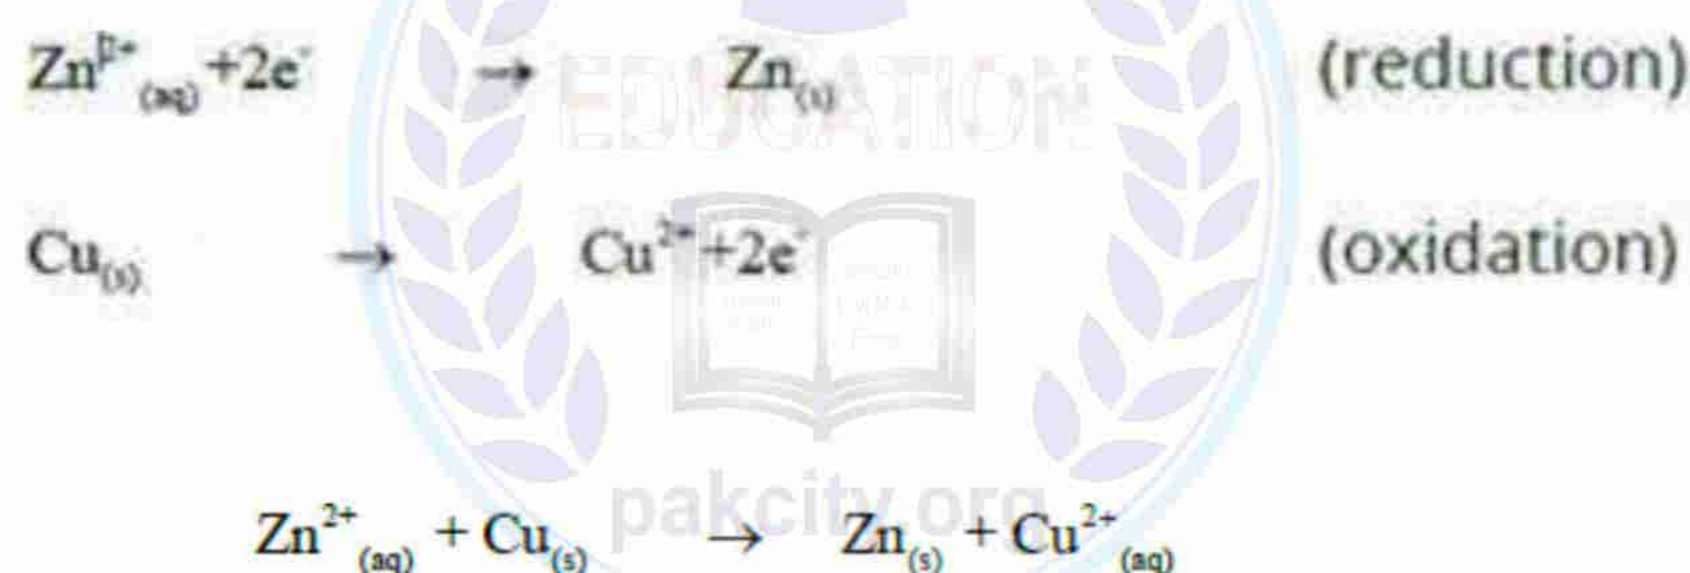 Zn²⁺(aq) +2e⁻ → Zn(s) (reduction)
EDUCATION
Cu(s) → Cu²⁺ +2e⁻ (oxidation)
pakcity.org
Zn²⁺(aq) + Cu(s) → Zn(s) + Cu²⁺(aq)